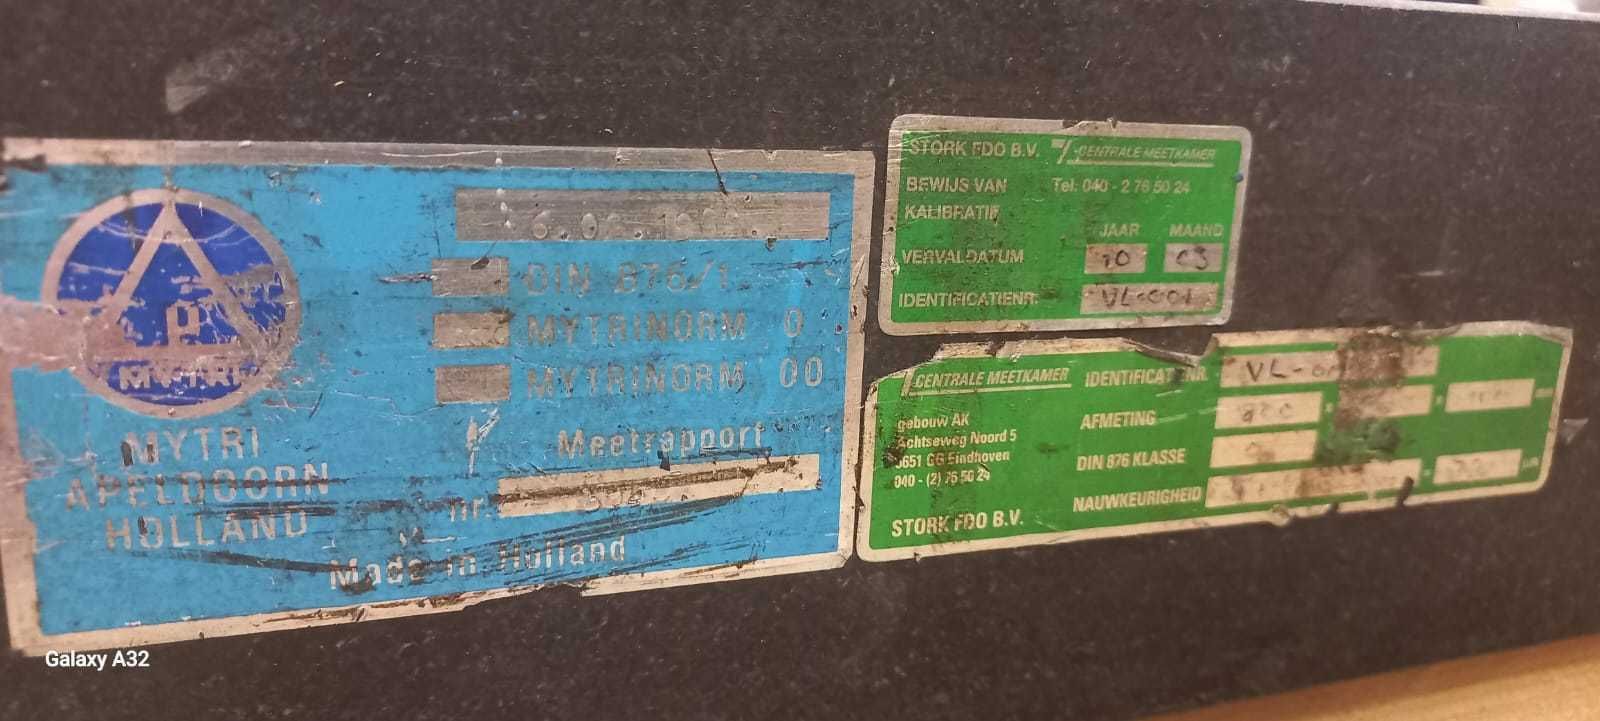 μ
MYTRI
MYTRI
APELDOORN
HOLLAND
DIN 876/1
MYTRINORM 0
MYTRINORM 00
Meetrapport
nr.:
Made in Holland
STORK FDO B.V. CENTRALE MEETKAMER
BEWIJS VAN Tel. 040 - 2 76 50 24
KALIBRATIE
JAAR MAAND
VERVALDATUM 10 03
IDENTIFICATIENR. VL-001
CENTRALE MEETKAMER IDENTIFICATIENR. VL-
gebouw AK
Achtseweg Noord 5
5651 GG Eindhoven
040 - (2) 76 50 24
STORK FDO B.V.
AFMETING
DIN 876 KLASSE
NAUWKEURIGHEID
Galaxy A32